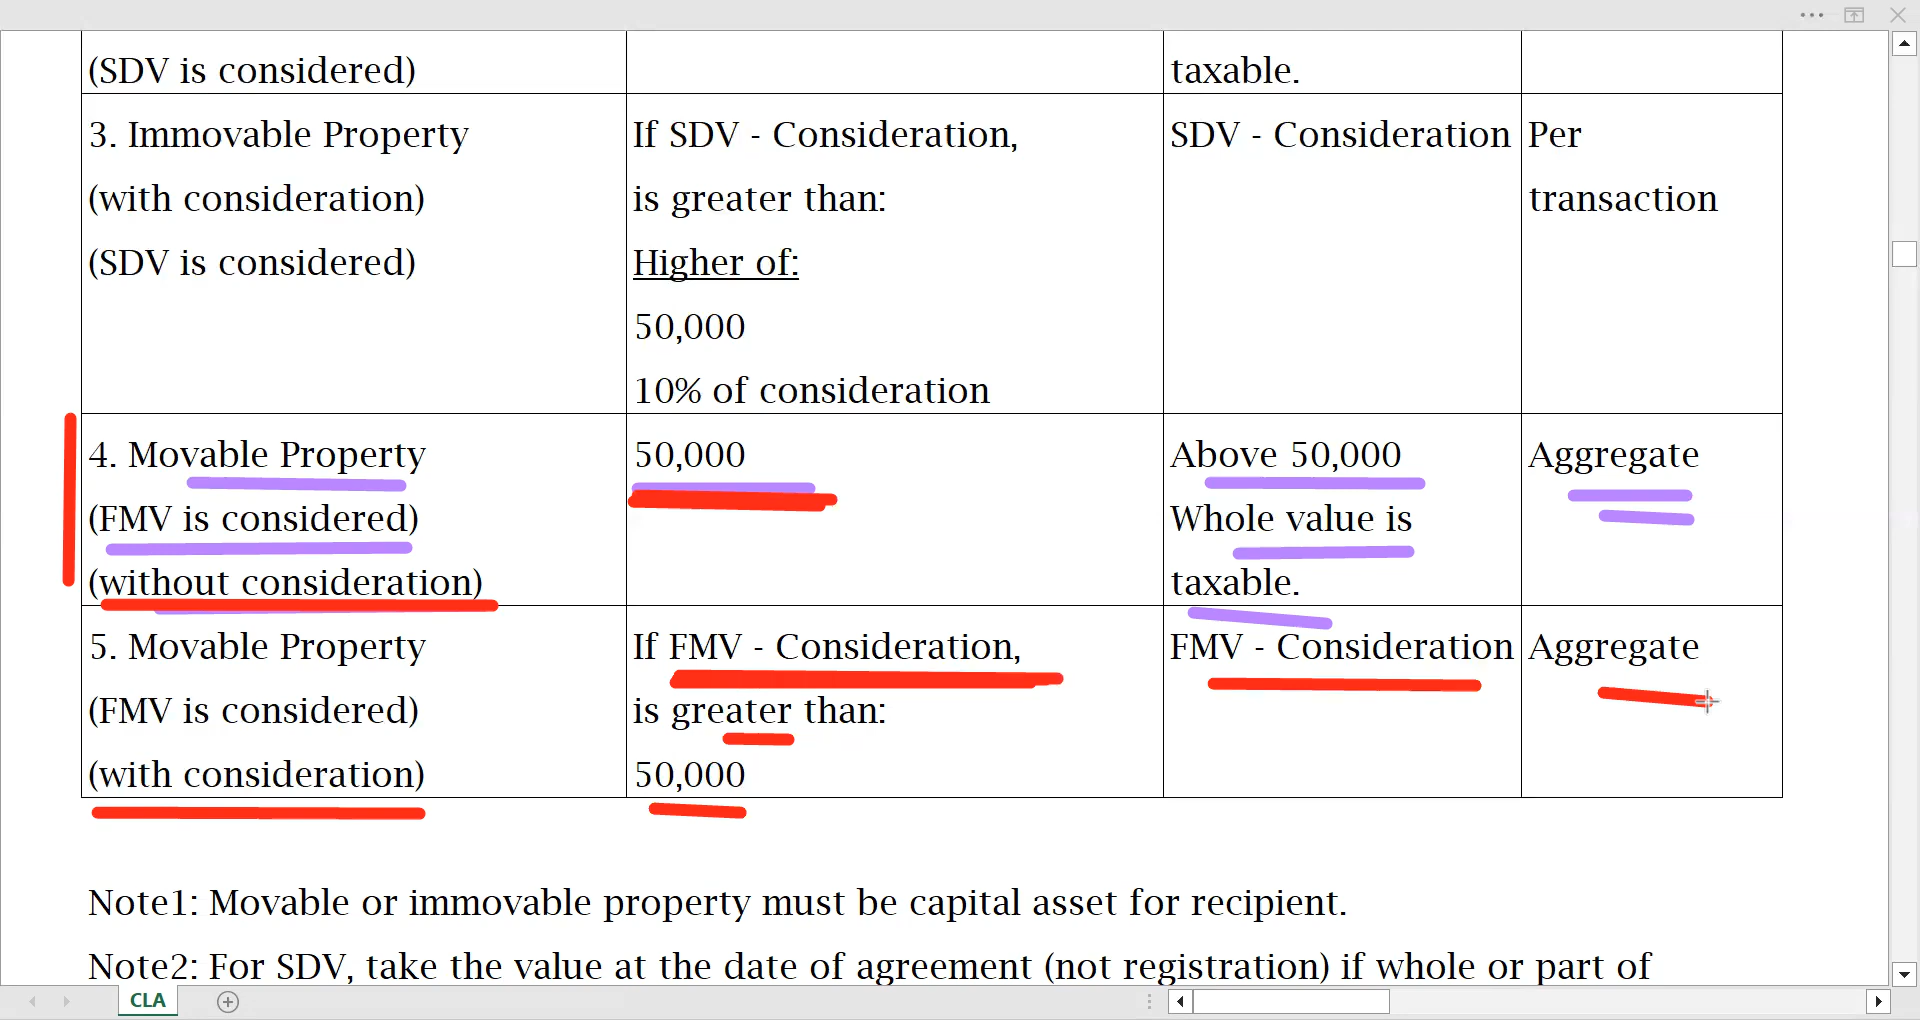 (SDV is considered)
taxable.
3. Immovable Property
(with consideration)
(SDV is considered)
If SDV - Consideration,
is greater than:
Higher of:
50,000
10% of consideration
SDV - Consideration
Per
transaction
4. Movable Property
(FMV is considered)
(without consideration)
50,000
Above 50,000
Whole value is
taxable.
Aggregate
5. Movable Property
(FMV is considered)
(with consideration)
If FMV - Consideration,
is greater than:
50,000
FMV - Consideration
Aggregate
Note1: Movable or immovable property must be capital asset for recipient.
Note2: For SDV, take the value at the date of agreement (not registration) if whole or part of
CLA